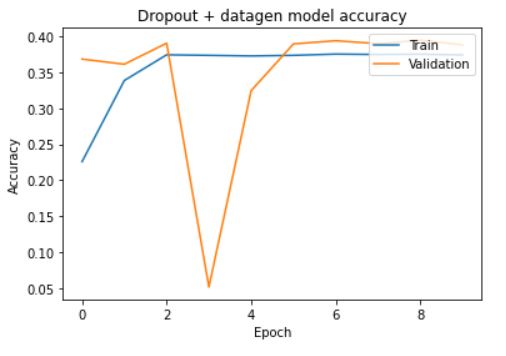 Dropout + datagen model accuracy
0.40
0.35
0.30
0.25
0.20
0.15
0.10
0.05
Accuracy
Train
Validation
0 2 4 6 8
Epoch